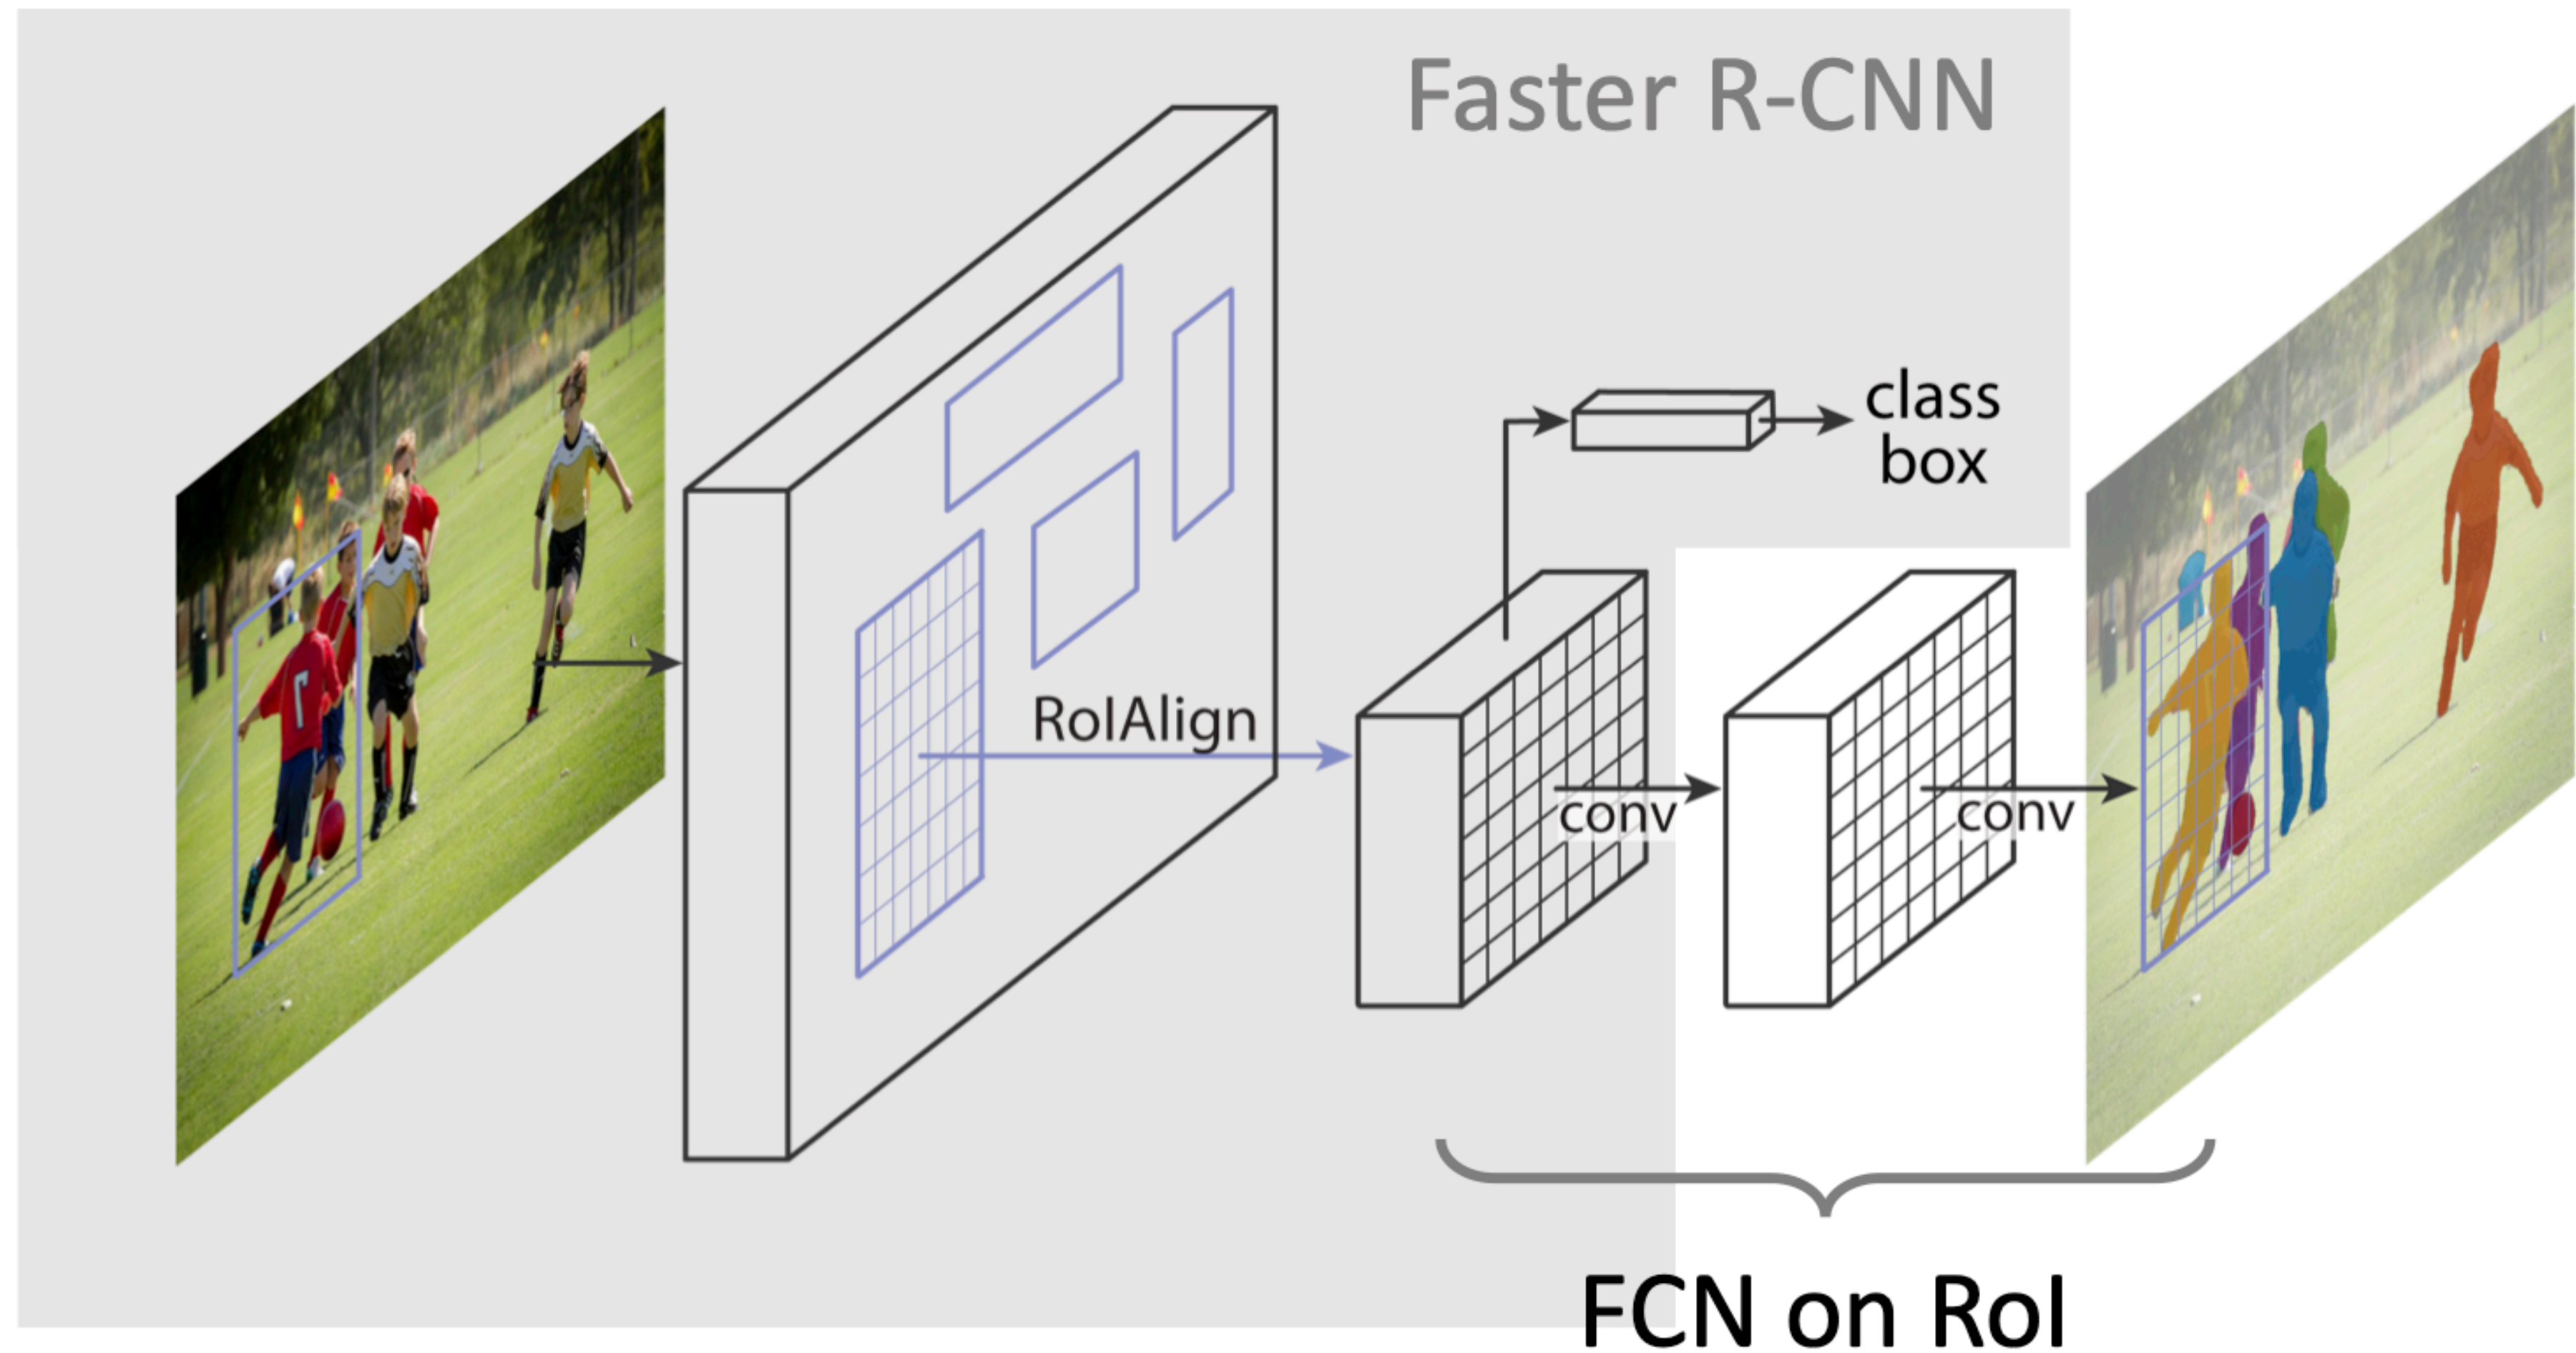 Faster R-CNN
class
box
RoIAlign
conv
conv
FCN on RoI